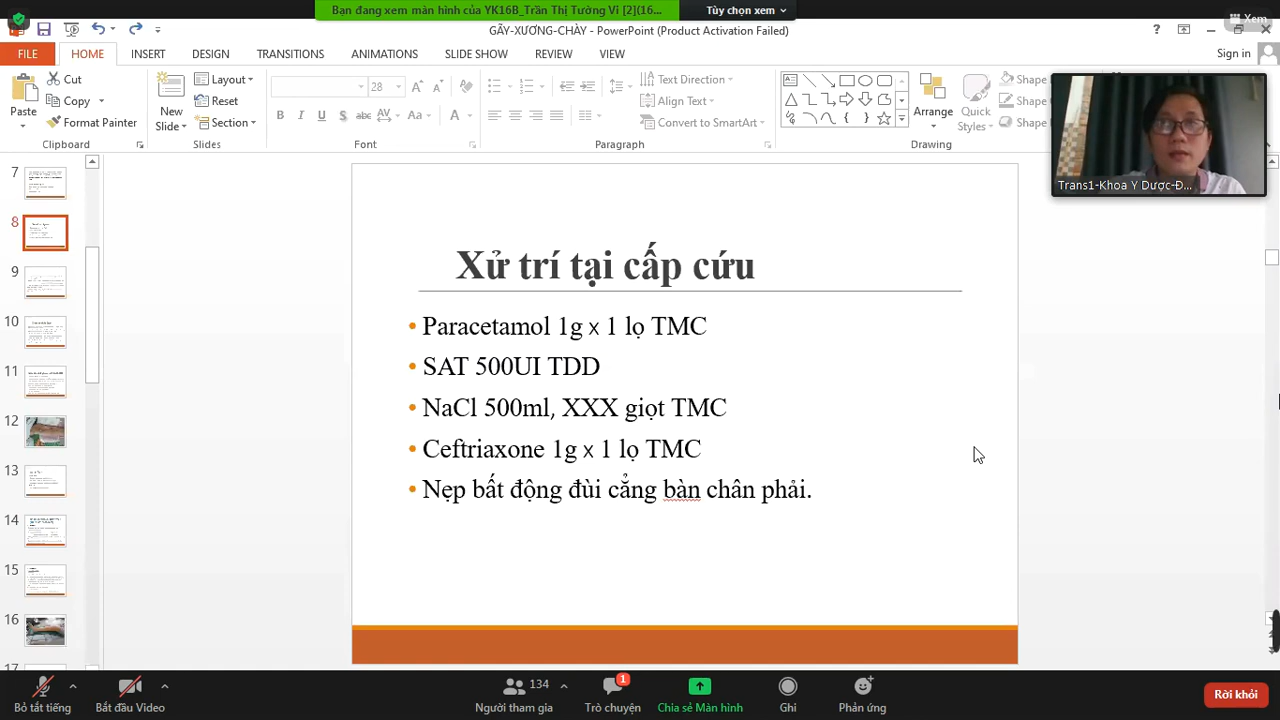 Bạn đang xem màn hình của YK16B_Trần Thị Tường Vi [2](16...
Tùy chọn xem
Xem
GÃY-XƯƠNG-CHÀY - PowerPoint (Product Activation Failed)
FILE
HOME
INSERT
DESIGN
TRANSITIONS
ANIMATIONS
SLIDE SHOW
REVIEW
VIEW
Sign in
Paste
Cut
Copy
Format Painter
Clipboard
New
Slide
Layout
Reset
Section
Slides
28
Font
Text Direction
Align Text
Convert to SmartArt
Paragraph
Arrange
Quick
Styles
Shape
Shape
Shape
Drawing
Trans1-Khoa Y Dược-Đ...
7
8
9
10
11
12
13
14
15
16
17
Xử trí tại cấp cứu
• Paracetamol 1g x 1 lọ TMC
• SAT 500UI TDD
• NaCl 500ml, XXX giọt TMC
• Ceftriaxone 1g x 1 lọ TMC
• Nẹp bất động đùi cẳng bàn chân phải.
Bỏ tắt tiếng
Bắt đầu Video
134
Người tham gia
1
Trò chuyện
Chia sẻ Màn hình
Ghi
Phản ứng
Rời khỏi